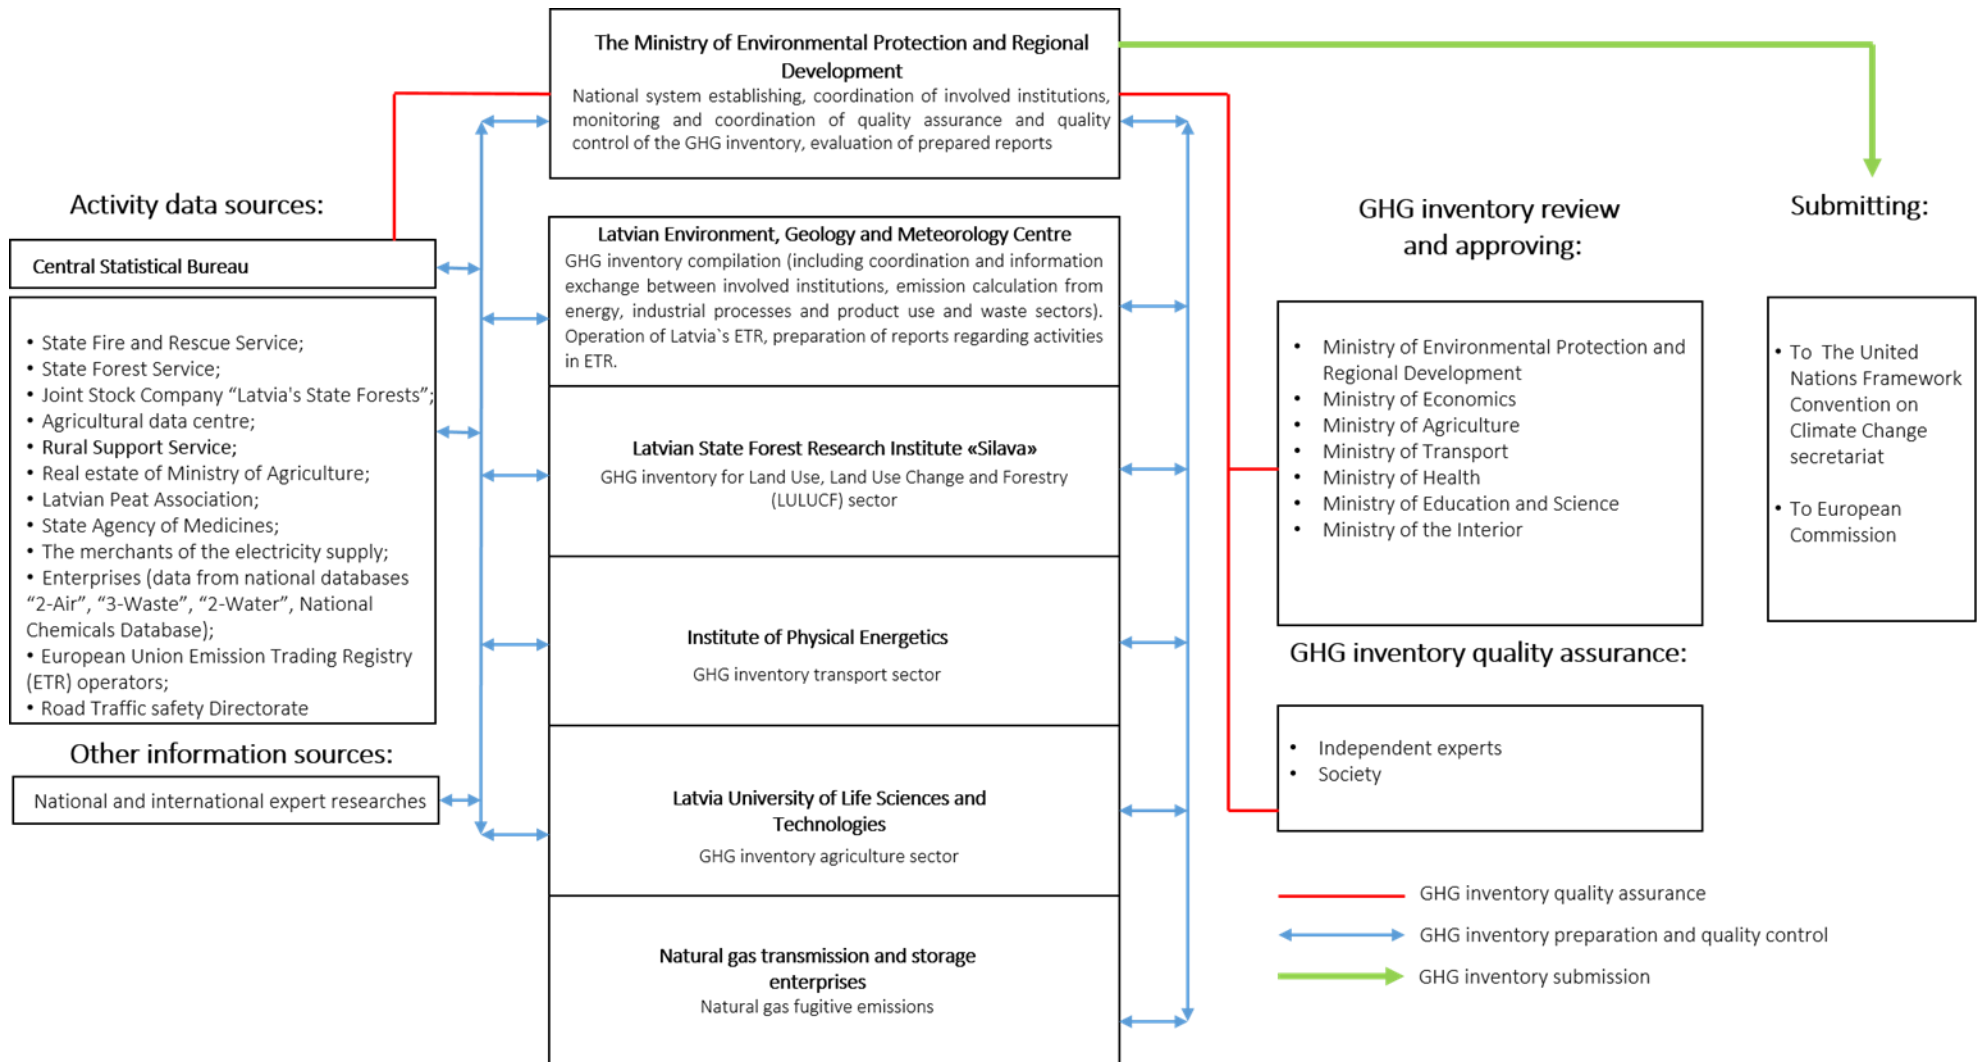 The Ministry of Environmental Protection and Regional
Development
National system establishing, coordination of involved institutions,
monitoring and coordination of quality assurance and quality
control of the GHG inventory, evaluation of prepared reports
Activity data sources:
Central Statistical Bureau
• State Fire and Rescue Service;
• State Forest Service;
• Joint Stock Company “Latvia's State Forests”;
• Agricultural data centre;
• Rural Support Service;
• Real estate of Ministry of Agriculture;
• Latvian Peat Association;
• State Agency of Medicines;
• The merchants of the electricity supply;
• Enterprises (data from national databases
“2-Air”, “3-Waste”, “2-Water”, National
Chemicals Database);
• European Union Emission Trading Registry
(ETR) operators;
• Road Traffic safety Directorate
Other information sources:
National and international expert researches
Latvian Environment, Geology and Meteorology Centre
GHG inventory compilation (including coordination and information
exchange between involved institutions, emission calculation from
energy, industrial processes and product use and waste sectors).
Operation of Latvia`s ETR, preparation of reports regarding activities
in ETR.
Latvian State Forest Research Institute «Silava»
GHG inventory for Land Use, Land Use Change and Forestry
(LULUCF) sector
Institute of Physical Energetics
GHG inventory transport sector
Latvia University of Life Sciences and
Technologies
GHG inventory agriculture sector
Natural gas transmission and storage
enterprises
Natural gas fugitive emissions
GHG inventory review
and approving:
• Ministry of Environmental Protection and
Regional Development
• Ministry of Economics
• Ministry of Agriculture
• Ministry of Transport
• Ministry of Health
• Ministry of Education and Science
• Ministry of the Interior
GHG inventory quality assurance:
• Independent experts
• Society
Submitting:
• To The United
Nations Framework
Convention on
Climate Change
secretariat
• To European
Commission
GHG inventory quality assurance
GHG inventory preparation and quality control
GHG inventory submission